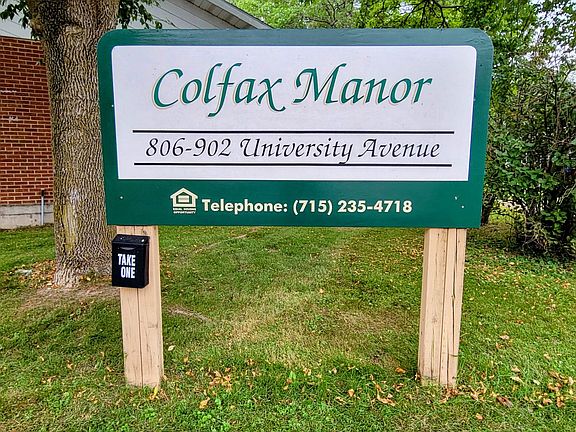 Colfax Manor
806-902 University Avenue
Telephone: (715) 235-4718
TAKE
ONE